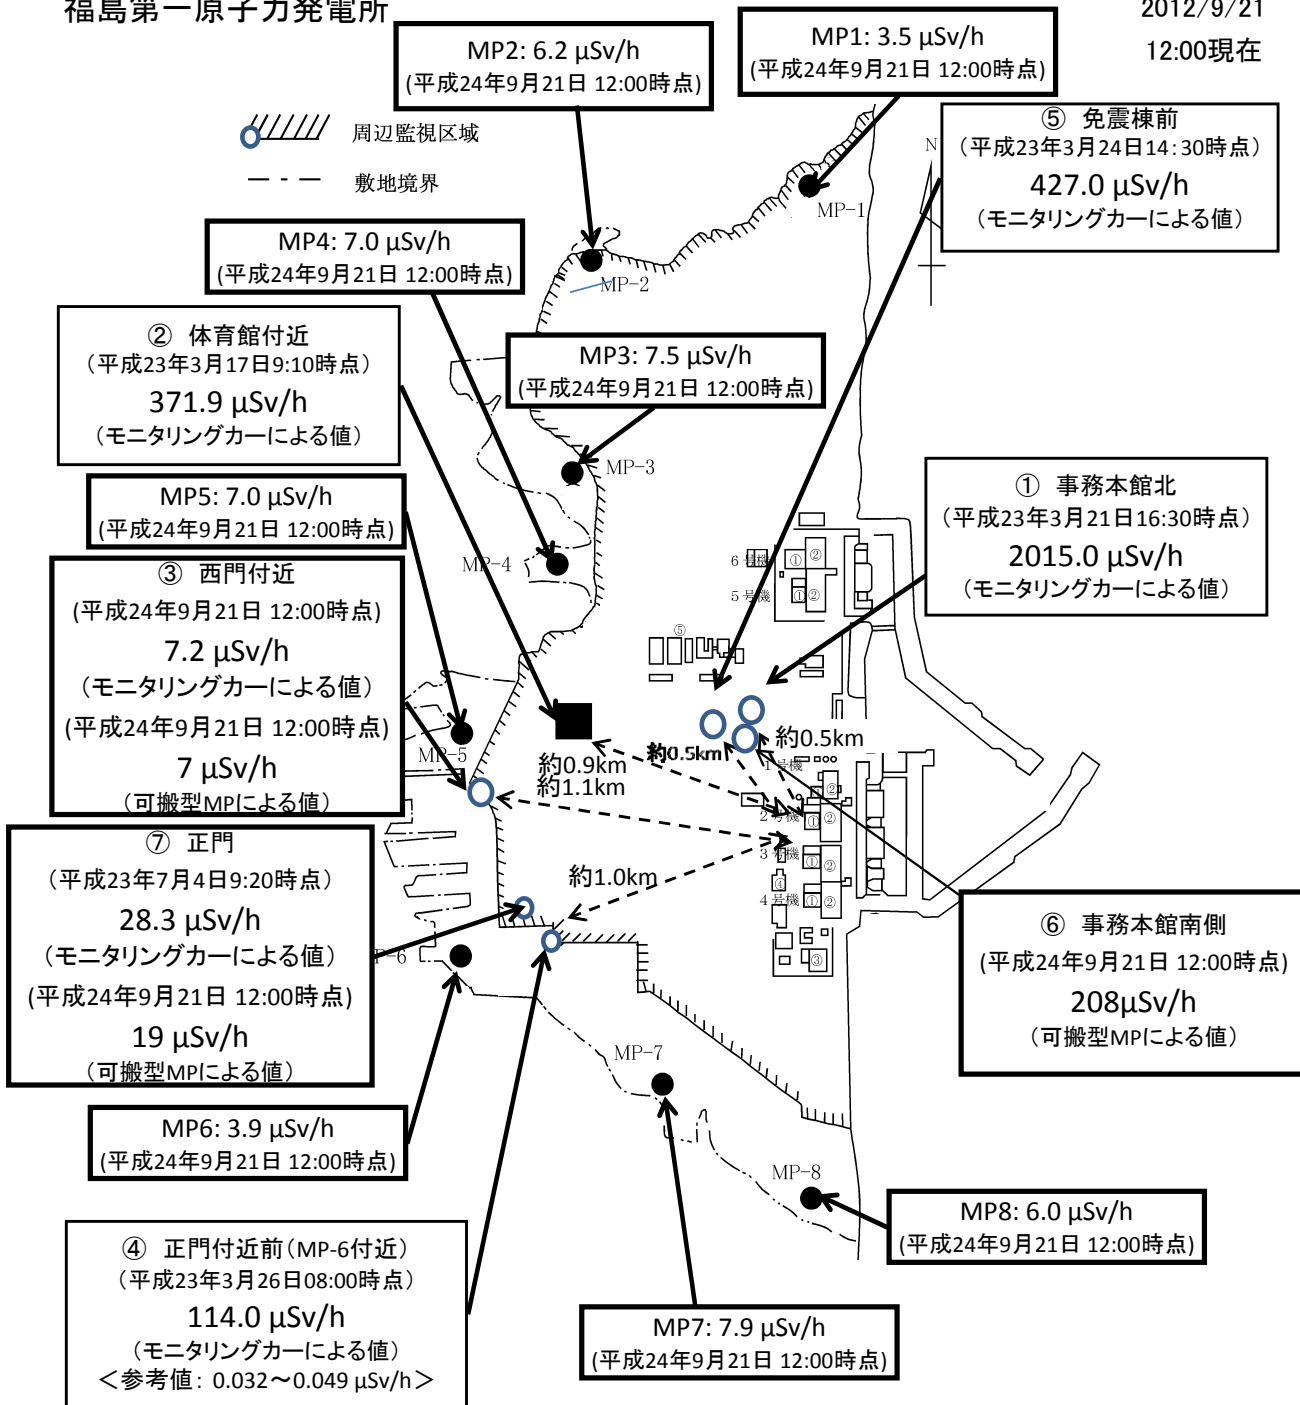 福島第一原子力発電所
2012/9/21
12:00現在
MP2: 6.2 μSv/h
(平成24年9月21日 12:00時点)
MP1: 3.5 μSv/h
(平成24年9月21日 12:00時点)
周辺監視区域
敷地境界
⑤ 免震棟前
(平成23年3月24日14:30時点)
427.0 μSv/h
(モニタリングカーによる値)
N
MP-1
MP4: 7.0 μSv/h
(平成24年9月21日 12:00時点)
MP-2
② 体育館付近
(平成23年3月17日9:10時点)
371.9 μSv/h
(モニタリングカーによる値)
MP3: 7.5 μSv/h
(平成24年9月21日 12:00時点)
MP-3
① 事務本館北
(平成23年3月21日16:30時点)
2015.0 μSv/h
(モニタリングカーによる値)
MP5: 7.0 μSv/h
(平成24年9月21日 12:00時点)
MP-4
6号機
①
②
5号機
①
②
⑤
③ 西門付近
(平成24年9月21日 12:00時点)
7.2 μSv/h
(モニタリングカーによる値)
(平成24年9月21日 12:00時点)
7 μSv/h
(可搬型MPによる値)
MP-5
約0.9km
約1.1km
約0.5km
約0.5km
1号機
②
2号機
①
②
3号機
①
②
④
4号機
①
②
③
約1.0km
⑦ 正門
(平成23年7月4日9:20時点)
28.3 μSv/h
(モニタリングカーによる値)
(平成24年9月21日 12:00時点)
19 μSv/h
(可搬型MPによる値)
P-6
⑥ 事務本館南側
(平成24年9月21日 12:00時点)
208μSv/h
(可搬型MPによる値)
MP-7
MP6: 3.9 μSv/h
(平成24年9月21日 12:00時点)
MP-8
MP8: 6.0 μSv/h
(平成24年9月21日 12:00時点)
④ 正門付近前(MP-6付近)
(平成23年3月26日08:00時点)
114.0 μSv/h
(モニタリングカーによる値)
＜参考値: 0.032～0.049 μSv/h＞
MP7: 7.9 μSv/h
(平成24年9月21日 12:00時点)